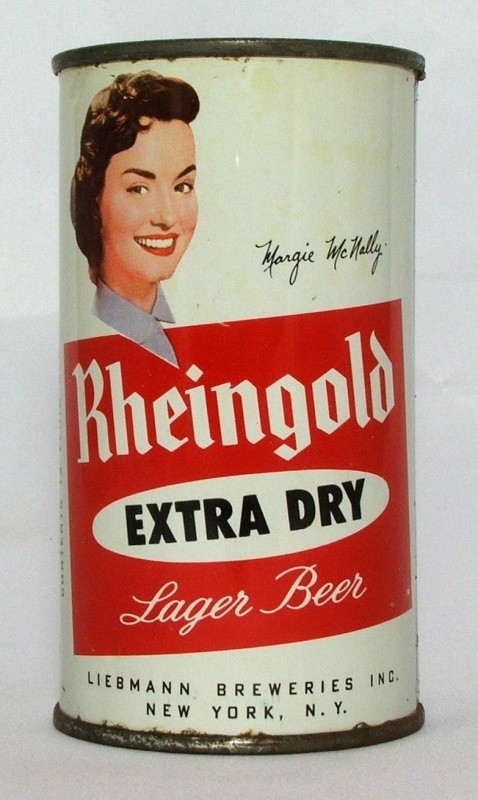 Margie McNally
Rheingold
EXTRA DRY
Lager Beer
LIEBMANN BREWERIES INC.
NEW YORK, N.Y.